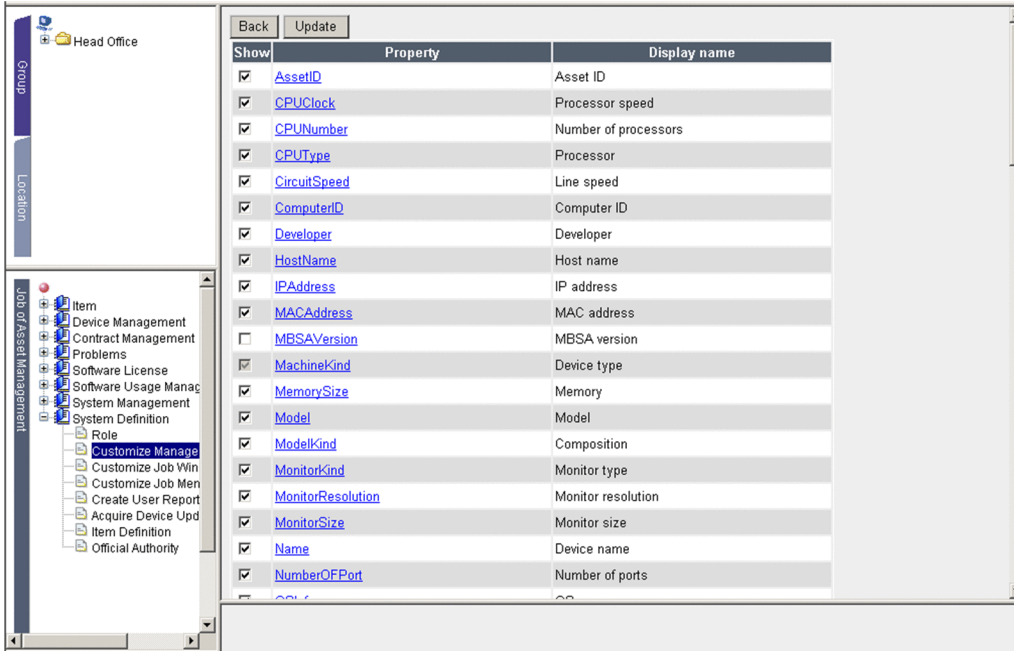 Group
Location
Head Office
Job of Asset Management
Item
Device Management
Contract Management
Problems
Software License
Software Usage Manag
System Management
System Definition
Role
Customize Manage
Customize Job Win
Customize Job Men
Create User Report
Acquire Device Upd
Item Definition
Official Authority
Back Update
Show Property Display name
AssetID Asset ID
CPUClock Processor speed
CPUNumber Number of processors
CPUType Processor
CircuitSpeed Line speed
ComputerID Computer ID
Developer Developer
HostName Host name
IPAddress IP address
MACAddress MAC address
MBSAVersion MBSA version
MachineKind Device type
MemorySize Memory
Model Model
ModelKind Composition
MonitorKind Monitor type
MonitorResolution Monitor resolution
MonitorSize Monitor size
Name Device name
NumberOFPort Number of ports